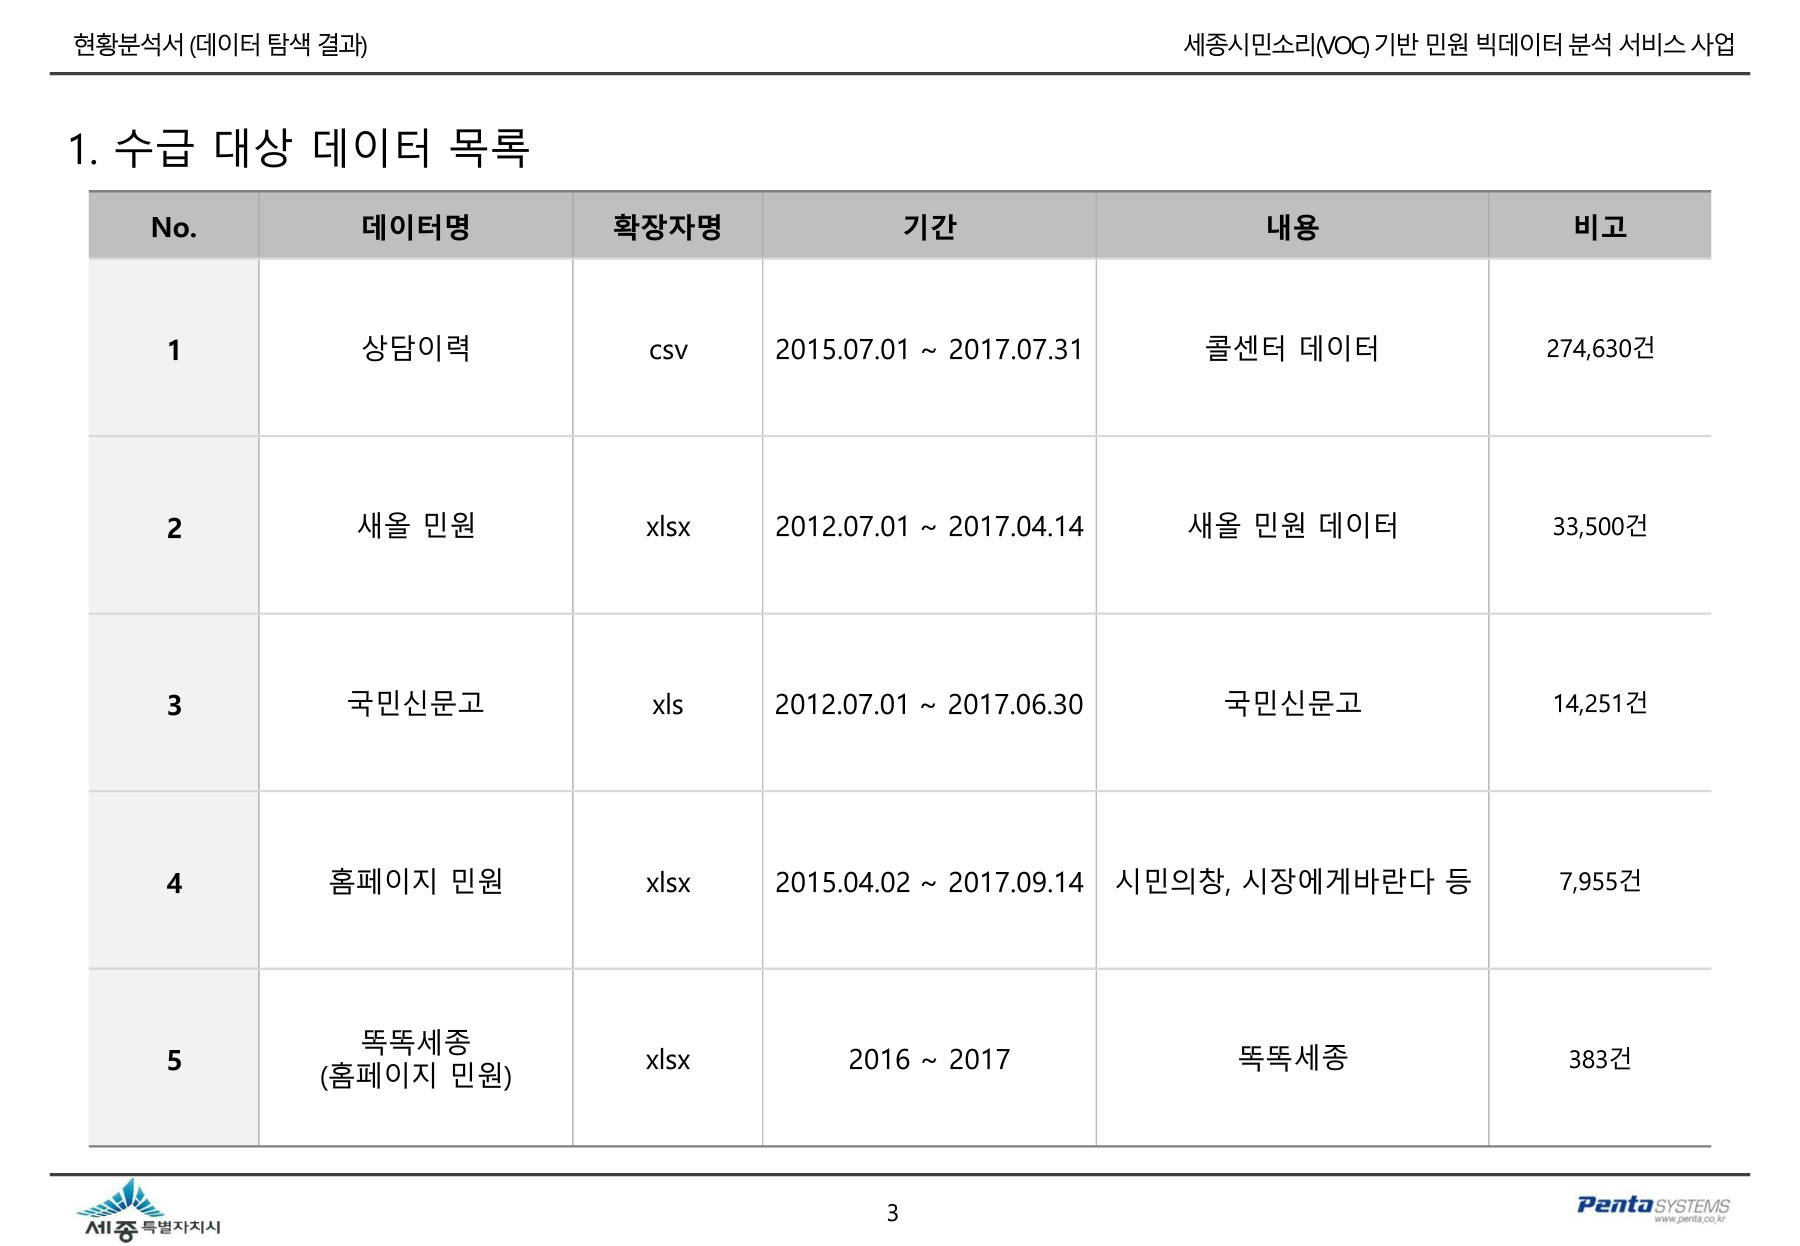 현황분석서 (데이터 탐색 결과)
세종시민소리(VOC) 기반 민원 빅데이터 분석 서비스 사업
1. 수급 대상 데이터 목록
No. 데이터명 확장자명 기간 내용 비고
1 상담이력 csv 2015.07.01 ~ 2017.07.31 콜센터 데이터 274,630건
2 새올 민원 xlsx 2012.07.01 ~ 2017.04.14 새올 민원 데이터 33,500건
3 국민신문고 xls 2012.07.01 ~ 2017.06.30 국민신문고 14,251건
4 홈페이지 민원 xlsx 2015.04.02 ~ 2017.09.14 시민의창, 시장에게바란다 등 7,955건
5 똑똑세종 (홈페이지 민원) xlsx 2016 ~ 2017 똑똑세종 383건
세종특별자치시
3
Penta SYSTEMS
www.penta.co.kr